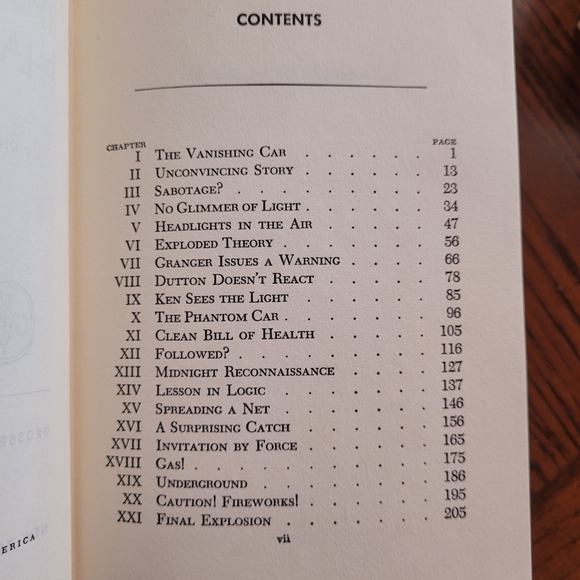 CONTENTS
CHAPTER PAGE
I THE VANISHING CAR . . . . . . 1
II UNCONVINCING STORY . . . . . . 13
III SABOTAGE? . . . . . . . . 23
IV NO GLIMMER OF LIGHT . . . . . . 34
V HEADLIGHTS IN THE AIR . . . . . 47
VI EXPLODED THEORY . . . . . . . 56
VII GRANGER ISSUES A WARNING . . . . 66
VIII DUTTON DOESN'T REACT . . . . . 78
IX KEN SEES THE LIGHT . . . . . . 85
X THE PHANTOM CAR . . . . . . . 96
XI CLEAN BILL OF HEALTH . . . . . 105
XII FOLLOWED? . . . . . . . . 116
XIII MIDNIGHT RECONNAISSANCE . . . . 127
XIV LESSON IN LOGIC . . . . . . 137
XV SPREADING A NET . . . . . . 146
XVI A SURPRISING CATCH . . . . . 156
XVII INVITATION BY FORCE . . . . . 165
XVIII GAS! . . . . . . . . . 175
XIX UNDERGROUND . . . . . . . 186
XX CAUTION! FIREWORKS! . . . . . 195
XXI FINAL EXPLOSION . . . . . . 205
vii
ERICA